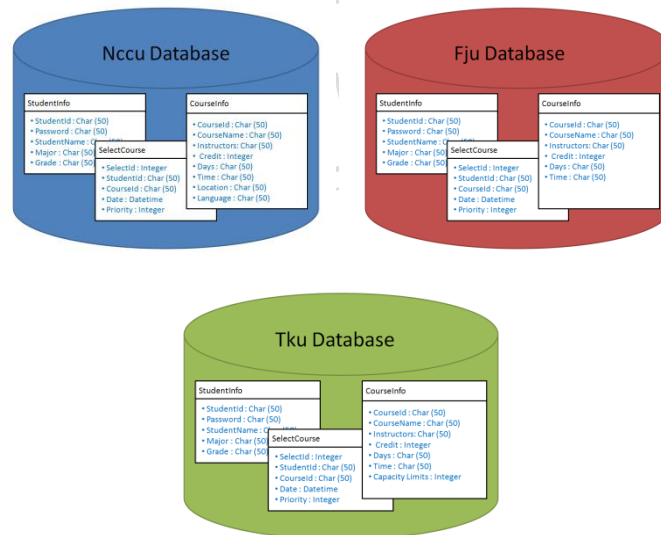 Nccu Database
StudentInfo
• StudentId : Char (50)
• Password : Char (50)
• StudentName : C
• Major : Char (50)
• Grade : Char (50)
SelectCourse
• SelectId : Integer
• StudentId : Char (50)
• CourseId : Char (50)
• Date : Datetime
• Priority : Integer
CourseInfo
• CourseId : Char (50)
• CourseName : Char (50)
• Instructors : Char (50)
• Credit : Integer
• Days : Char (50)
• Time : Char (50)
• Location : Char (50)
• Language : Char (50)
Fju Database
StudentInfo
• StudentId : Char (50)
• Password : Char (50)
• StudentName : C
• Major : Char (50)
• Grade : Char (50)
SelectCourse
• SelectId : Integer
• StudentId : Char (50)
• CourseId : Char (50)
• Date : Datetime
• Priority : Integer
CourseInfo
• CourseId : Char (50)
• CourseName : Char (50)
• Instructors: Char (50)
• Credit : Integer
• Days : Char (50)
• Time : Char (50)
Tku Database
StudentInfo
• StudentId : Char (50)
• Password : Char (50)
• StudentName : Char (50)
• Major : Char (50)
• Grade : Char (50)
SelectCourse
• SelectId : Integer
• StudentId : Char (50)
• CourseId : Char (50)
• Date : Datetime
• Priority : Integer
CourseInfo
• CourseId : Char (50)
• CourseName : Char (50)
• Instructors: Char (50)
• Credit : Integer
• Days : Char (50)
• Time : Char (50)
• Capacity Limits : Integer